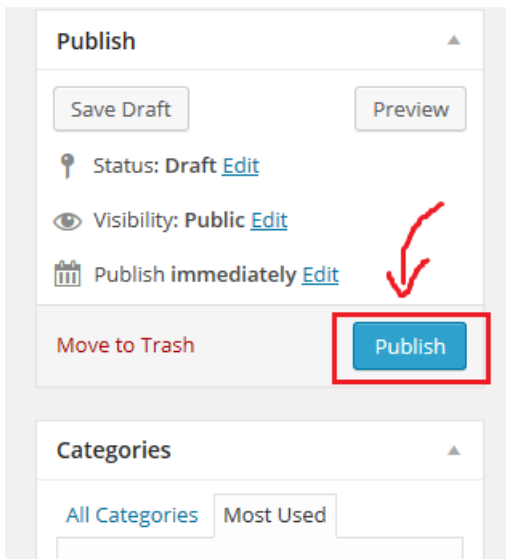 Publish
Save Draft Preview
Status: Draft Edit
Visibility: Public Edit
Publish immediately Edit
Move to Trash Publish
Categories
All Categories Most Used